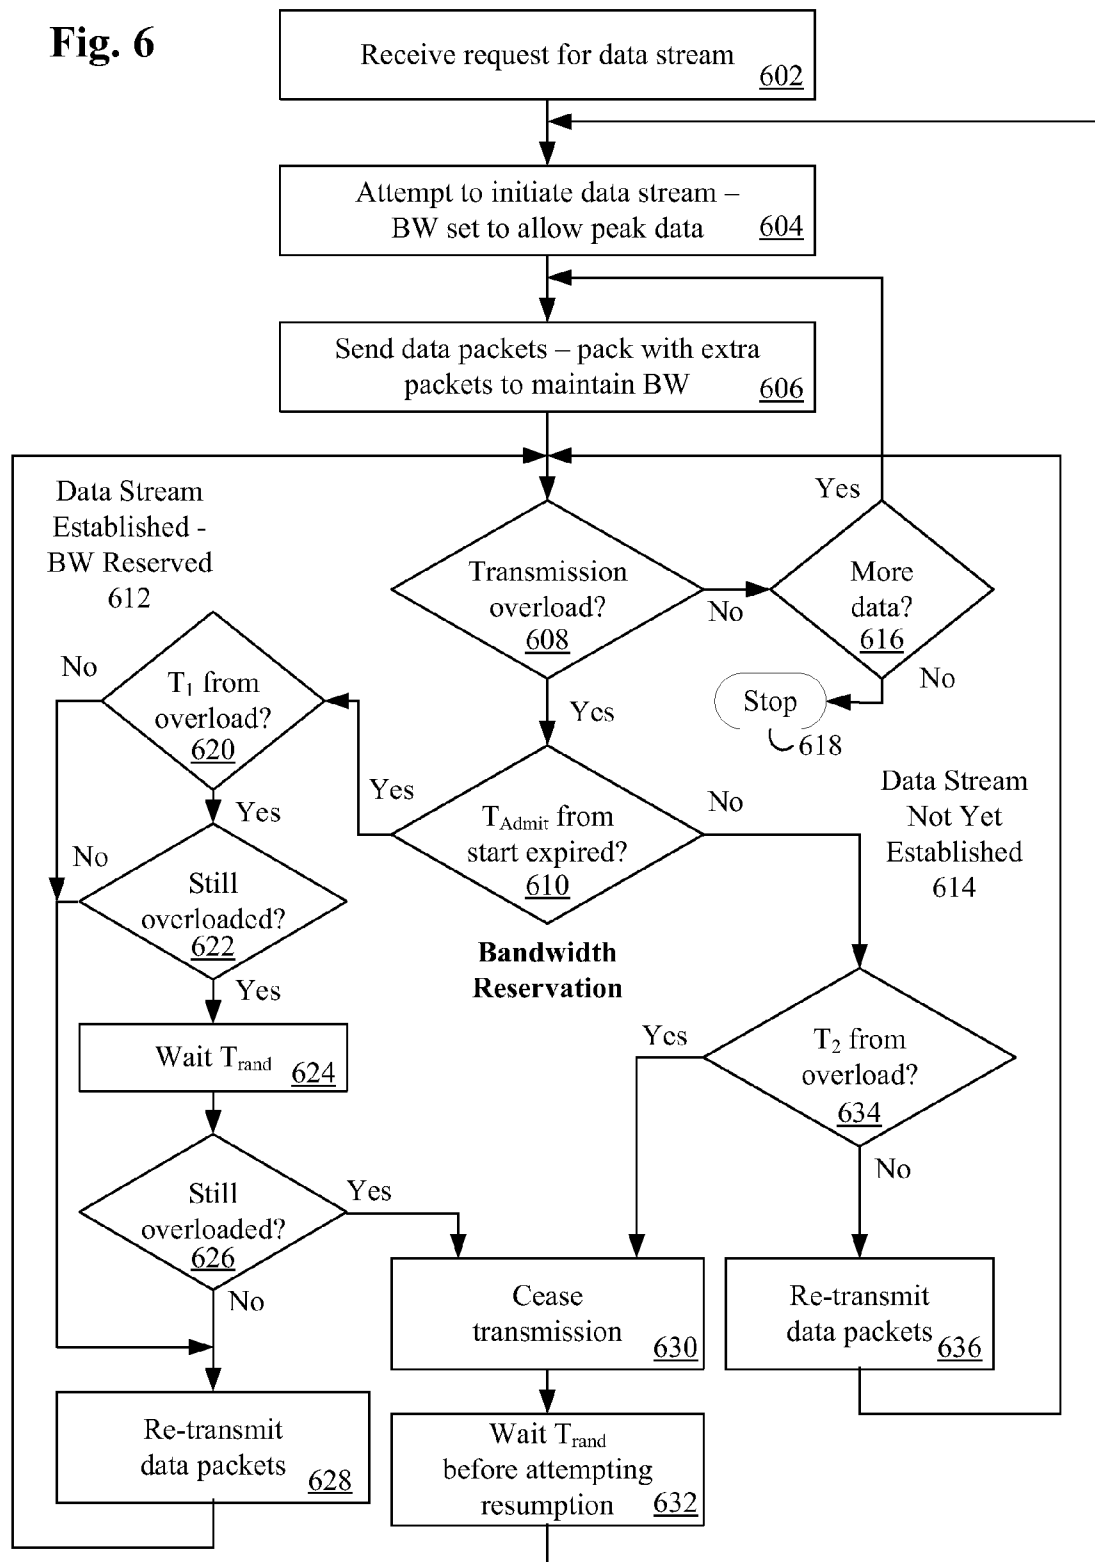 Fig. 6
Receive request for data stream
602
Attempt to initiate data stream –
BW set to allow peak data
604
Send data packets – pack with extra
packets to maintain BW
606
Data Stream
Established -
BW Reserved
612
Transmission
overload?
608
No
Yes
More
data?
616
Yes
No
Stop
618
T1 from
overload?
620
No
Yes
TAdmit from
start expired?
610
Yes
No
Data Stream
Not Yet
Established
614
Bandwidth
Reservation
Still
overloaded?
622
No
Yes
Wait Trand
624
T2 from
overload?
634
Yes
No
Still
overloaded?
626
Yes
No
Cease
transmission
630
Re-transmit
data packets
636
Re-transmit
data packets
628
Wait Trand
before attempting
resumption
632